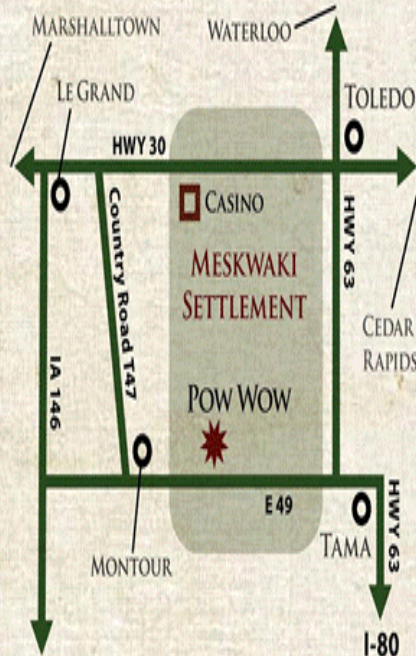 MARSHALLTOWN
WATERLOO
LE GRAND
TOLEDO
HWY 30
CASINO
Country Road T47
HWY 63
MESKWAKI
SETTLEMENT
CEDAR
RAPIDS
IA 146
POW WOW
E 49
HWY 63
TAMA
MONTOUR
I-80